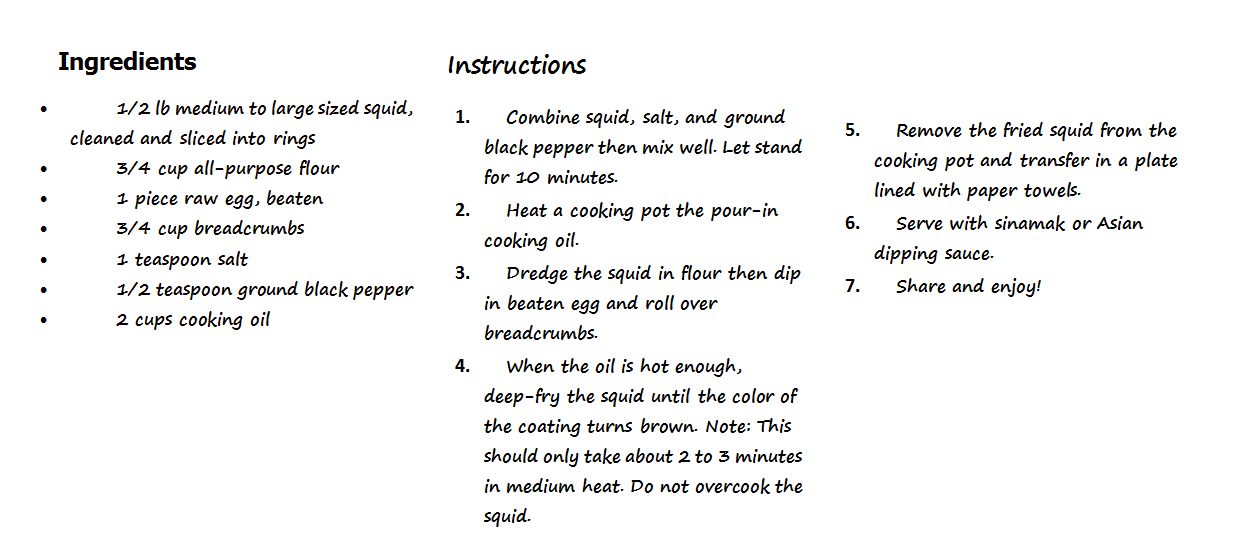 Ingredients
• 1/2 lb medium to large sized squid,
cleaned and sliced into rings
• 3/4 cup all-purpose flour
• 1 piece raw egg, beaten
• 3/4 cup breadcrumbs
• 1 teaspoon salt
• 1/2 teaspoon ground black pepper
• 2 cups cooking oil
Instructions
1. Combine squid, salt, and ground
black pepper then mix well. Let stand
for 10 minutes.
2. Heat a cooking pot the pour-in
cooking oil.
3. Dredge the squid in flour then dip
in beaten egg and roll over
breadcrumbs.
4. When the oil is hot enough,
deep-fry the squid until the color of
the coating turns brown. Note: This
should only take about 2 to 3 minutes
in medium heat. Do not overcook the
squid.
5. Remove the fried squid from the
cooking pot and transfer in a plate
lined with paper towels.
6. Serve with sinamak or Asian
dipping sauce.
7. Share and enjoy!